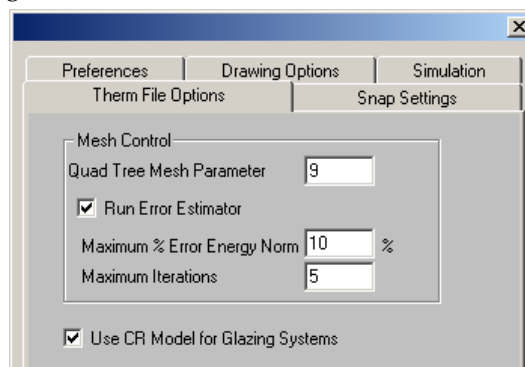 Preferences Drawing Options Simulation
Therm File Options Snap Settings
Mesh Control
Quad Tree Mesh Parameter 9
Run Error Estimator
Maximum % Error Energy Norm 10 %
Maximum Iterations 5
Use CR Model for Glazing Systems